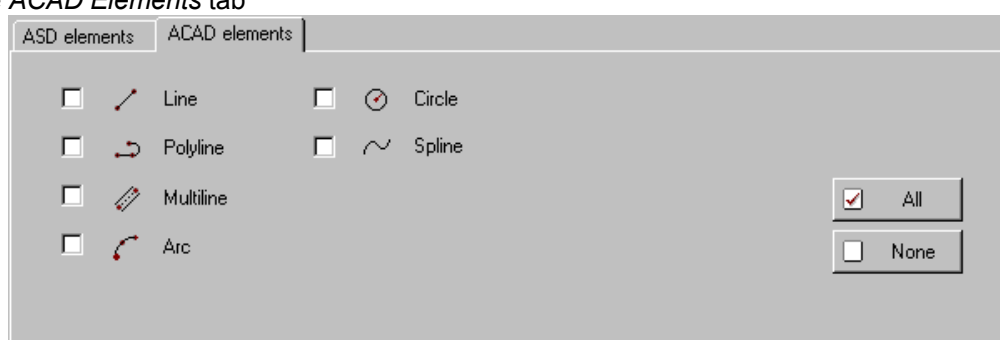 ACAD Elements tab
ASD elements ACAD elements
Line Circle
Polyline Spline
Multiline
All
Arc
None